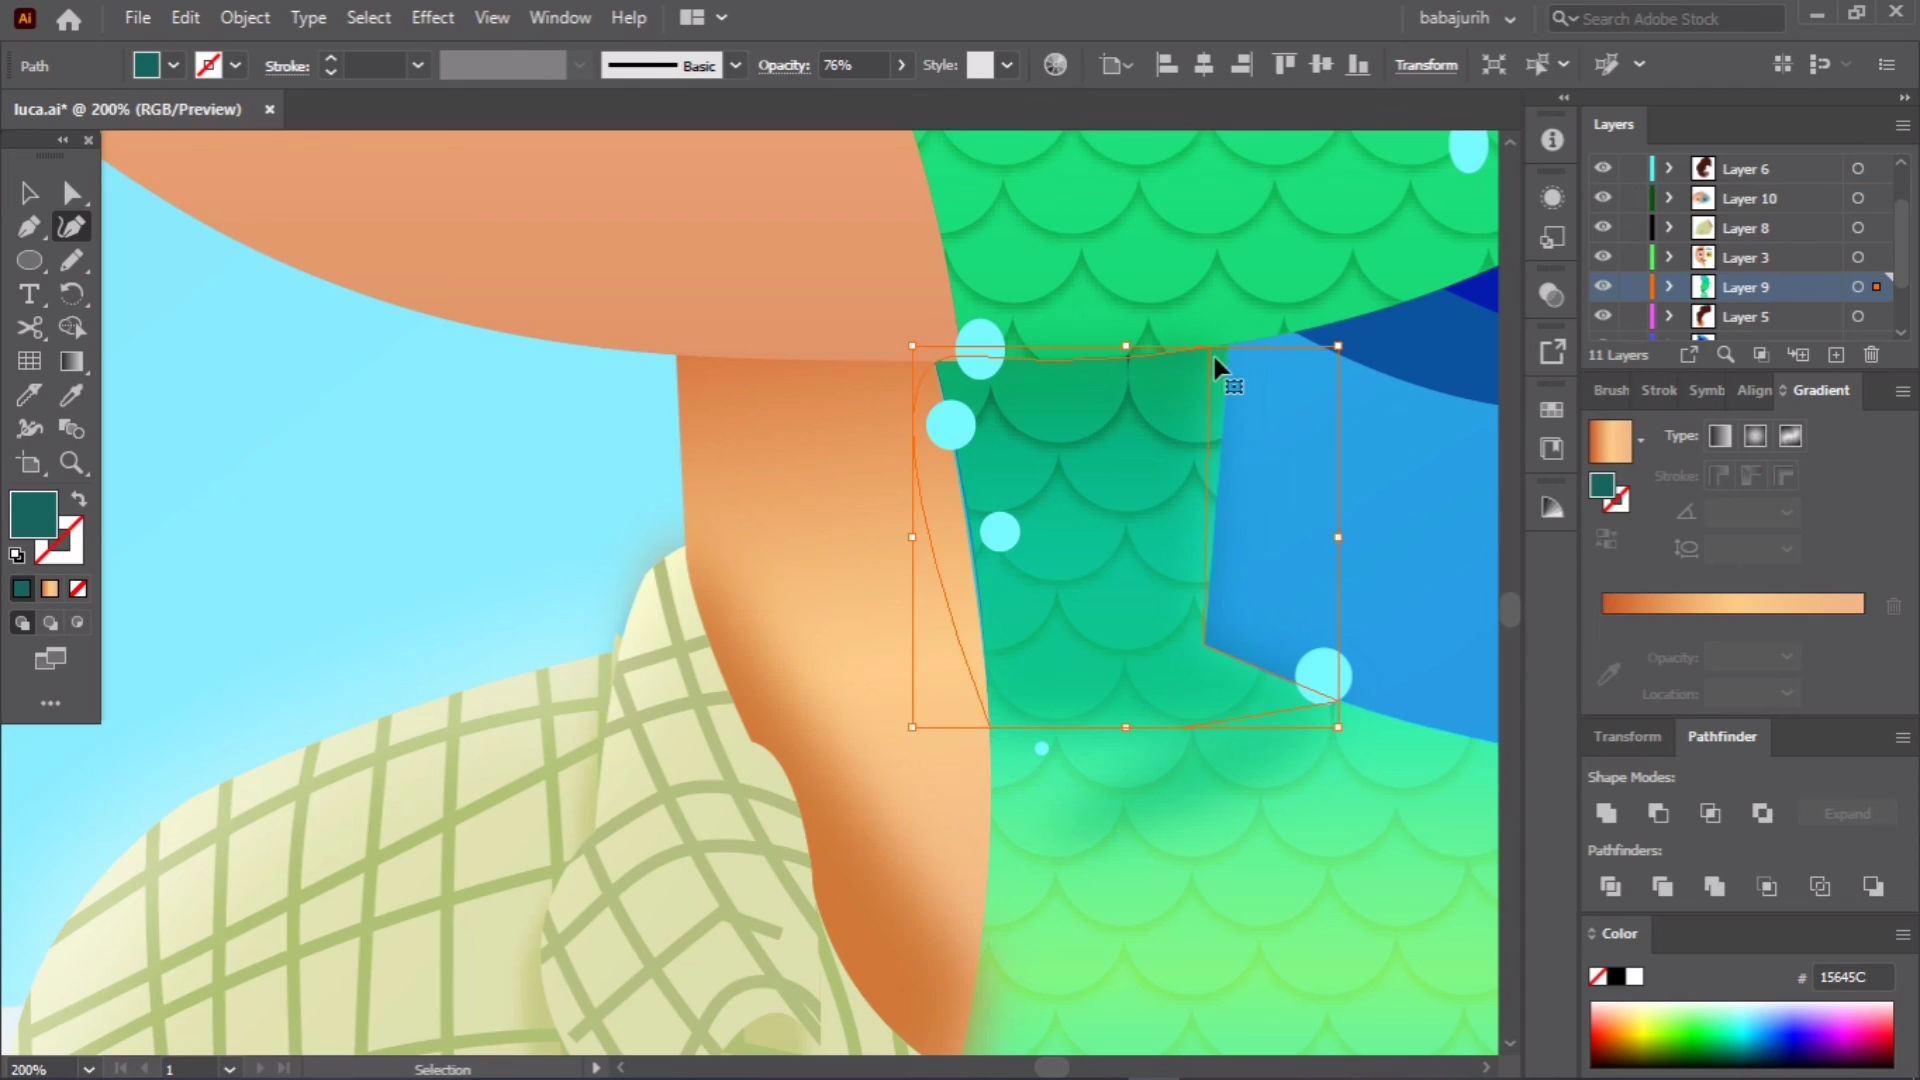 Ai File Edit Object Type Select Effect View Window Help babajurih Search Adobe Stock
Path Stroke: Basic Opacity: 76% Style: Transform
luca.ai* @ 200% (RGB/Preview)
Layers
Layer 6
Layer 10
Layer 8
Layer 3
Layer 9
Layer 5
11 Layers
Brush Strok Symb Align Gradient
Type:
Stroke:
Opacity:
Location:
Transform Pathfinder
Shape Modes:
Expand
Pathfinders:
Color
# 15645C
200% 1 Selection